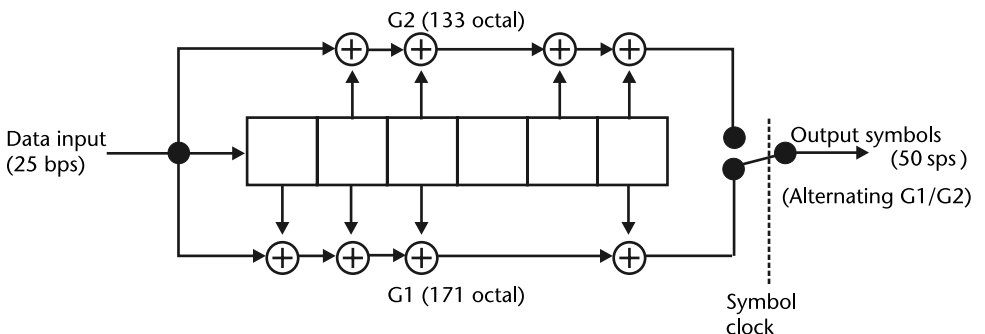 G2 (133 octal)
Data input
(25 bps)
Output symbols
(50 sps)
(Alternating G1/G2)
G1 (171 octal)
Symbol
clock